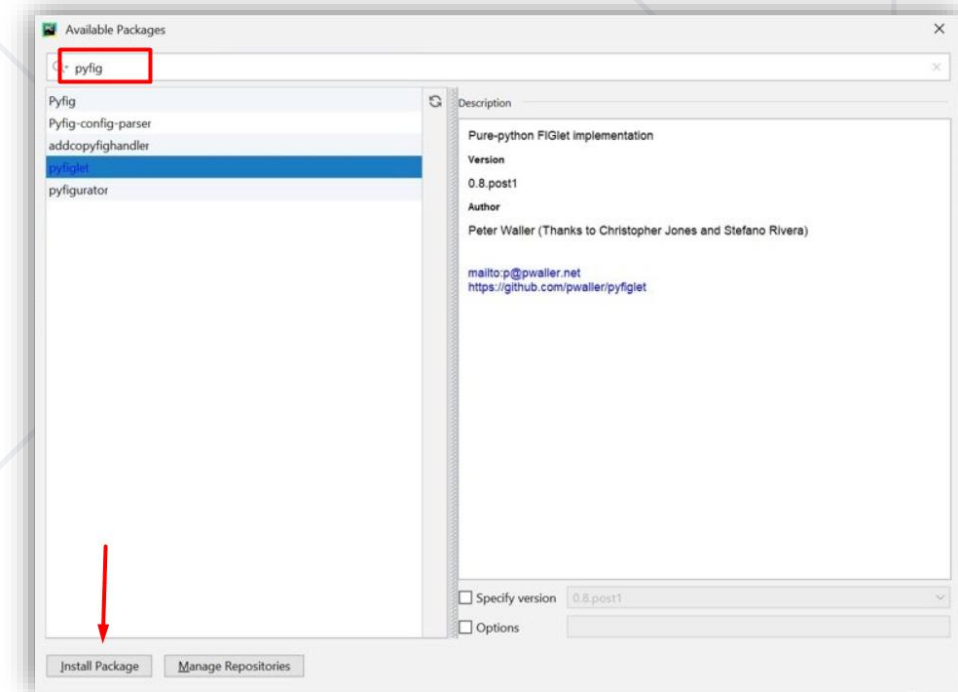 Available Packages
pyfig
Pyfig
Pyfig-config-parser
addcopyfighandler
pyfiglet
pyfigurator
Description
Pure-python FIGlet implementation
Version
0.8.post1
Author
Peter Waller (Thanks to Christopher Jones and Stefano Rivera)
mailto:p@pwaller.net
https://github.com/pwaller/pyfiglet
Specify version 0.8.post1
Options
Install Package Manage Repositories